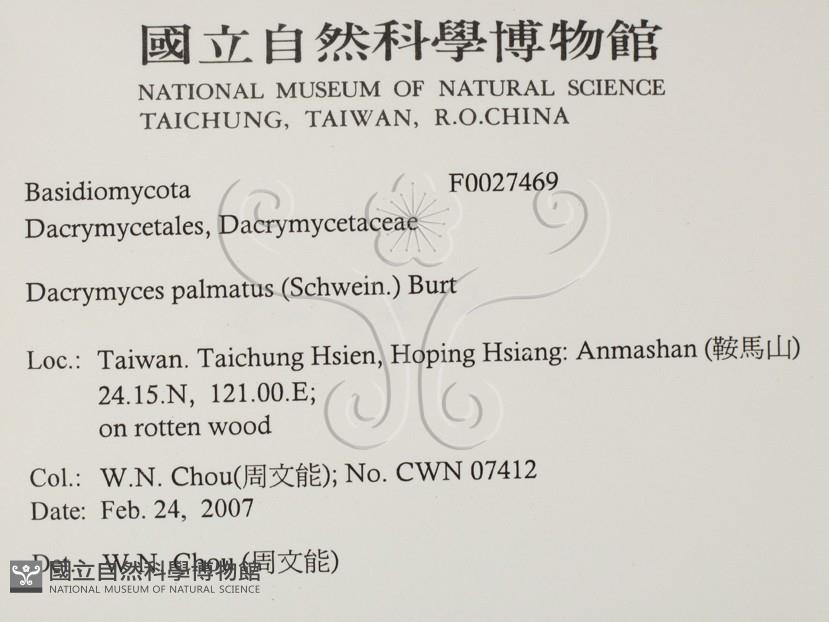 國立自然科學博物館
NATIONAL MUSEUM OF NATURAL SCIENCE
TAICHUNG, TAIWAN, R.O.CHINA
Basidiomycota F0027469
Dacrymycetales, Dacrymycetaceae
Dacrymyces palmatus (Schwein.) Burt
Loc.: Taiwan. Taichung Hsien, Hoping Hsiang: Anmashan (鞍馬山)
24.15.N, 121.00.E;
on rotten wood
Col.: W.N. Chou(周文能); No. CWN 07412
Date: Feb. 24, 2007
Det.: W.N. Chou (周文能)
國立自然科學博物館
NATIONAL MUSEUM OF NATURAL SCIENCE